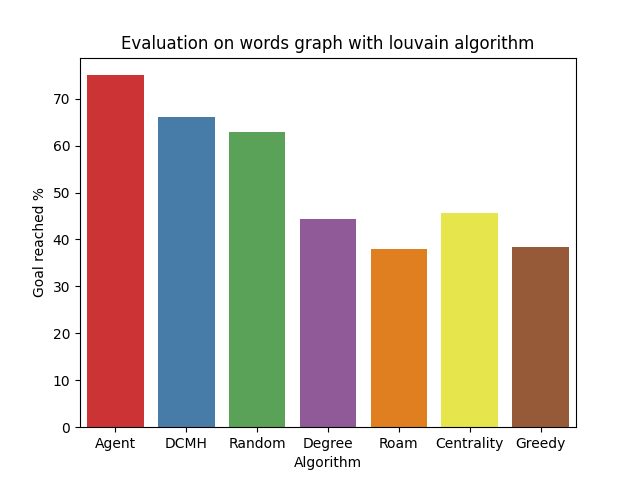 Evaluation on words graph with louvain algorithm
Goal reached %
70
60
50
40
30
20
10
0
Agent DCMH Random Degree Roam Centrality Greedy
Algorithm